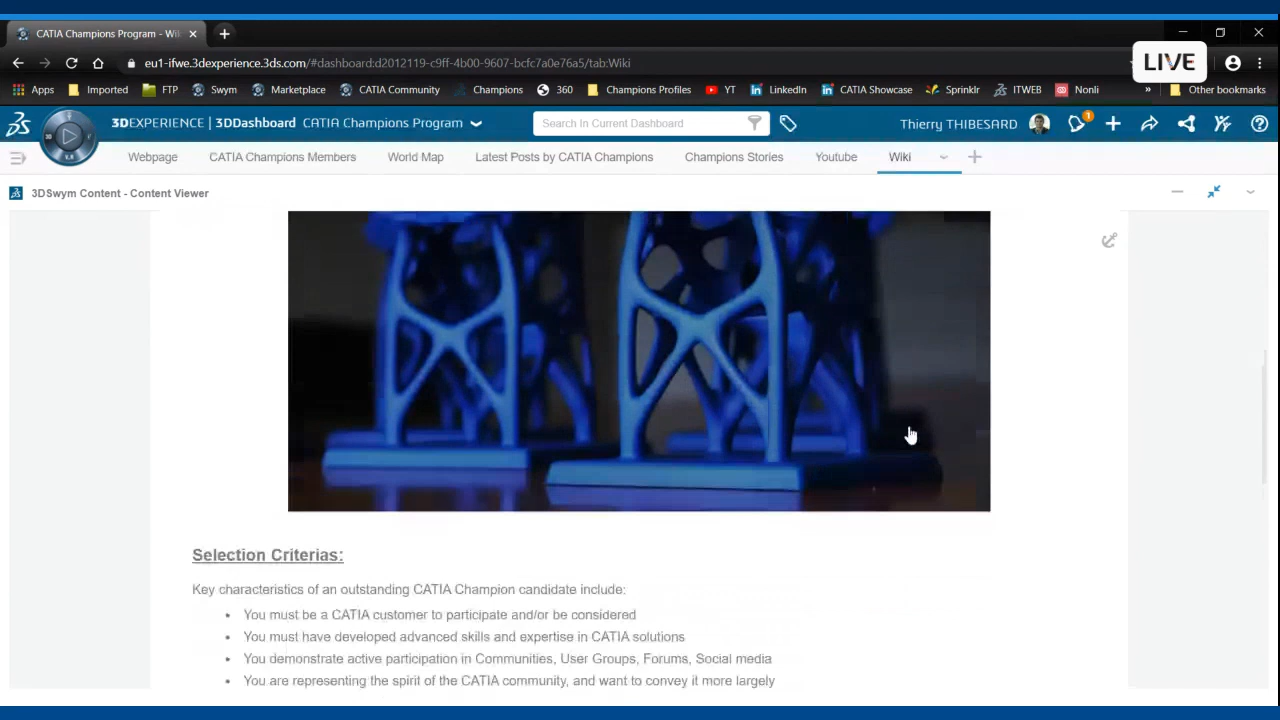 CATIA Champions Program - Wi
LIVE
eu1-ifwe.3dexperience.3ds.com/#dashboard:d2012119-c9ff-4b00-9607-bcfc7a0e76a5/tab:Wiki
Apps Imported FTP Swym Marketplace CATIA Community Champions 360 Champions Profiles YT LinkedIn CATIA Showcase Sprinklr ITWEB Nonli » Other bookmarks
3DEXPERIENCE | 3DDashboard CATIA Champions Program Search In Current Dashboard Thierry THIBESARD 1
Webpage CATIA Champions Members World Map Latest Posts by CATIA Champions Champions Stories Youtube Wiki
3DSwym Content - Content Viewer
Selection Criterias:
Key characteristics of an outstanding CATIA Champion candidate include:
• You must be a CATIA customer to participate and/or be considered
• You must have developed advanced skills and expertise in CATIA solutions
• You demonstrate active participation in Communities, User Groups, Forums, Social media
• You are representing the spirit of the CATIA community, and want to convey it more largely